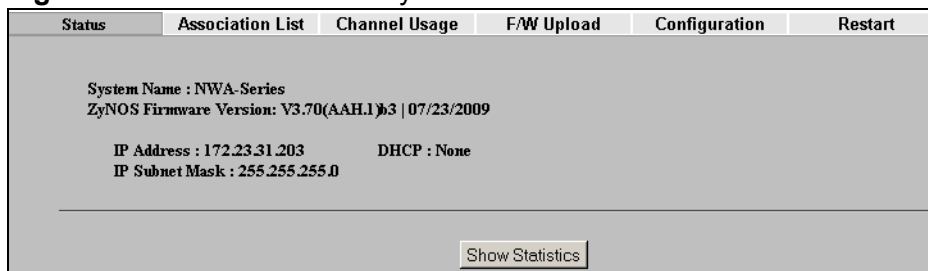 Status Association List Channel Usage F/W Upload Configuration Restart
System Name : NWA-Series
ZyNOS Firmware Version: V3.70(AAH.1)b3 | 07/23/2009
IP Address : 172.23.31.203 DHCP : None
IP Subnet Mask : 255.255.255.0
Show Statistics